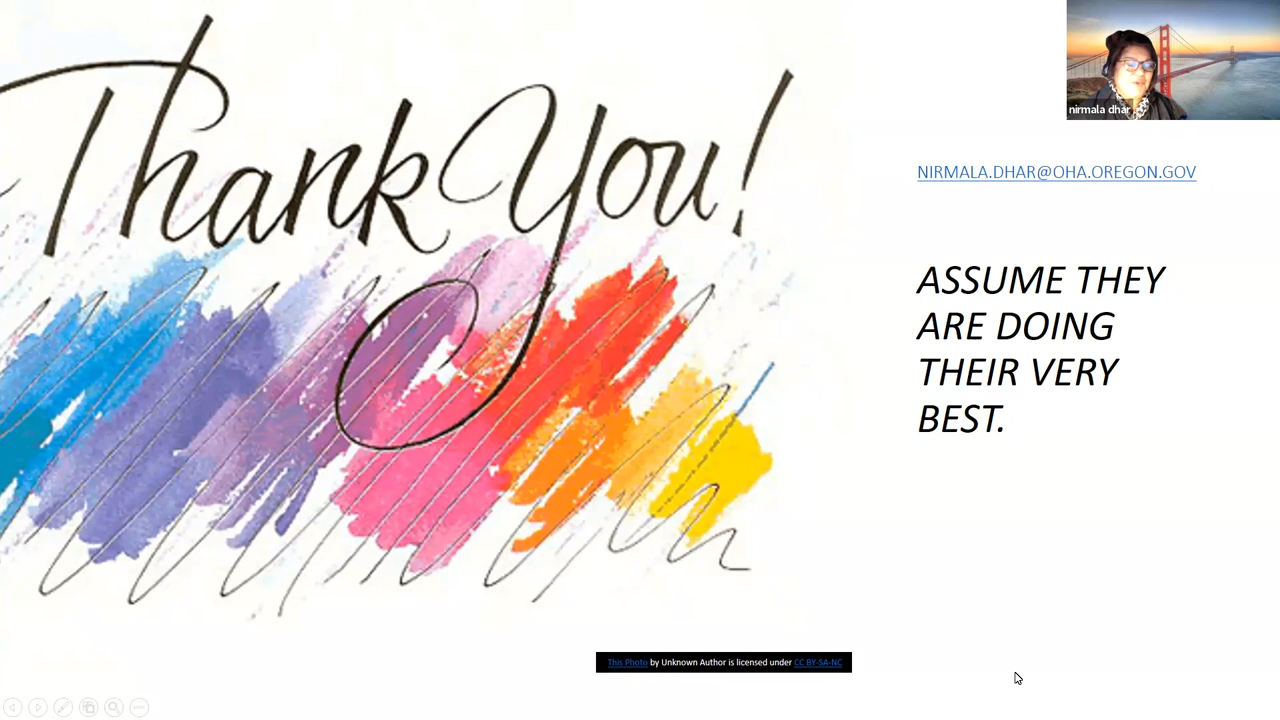 Thank You!
nirmala dhar
NIRMALA.DHAR@OHA.OREGON.GOV
ASSUME THEY
ARE DOING
THEIR VERY
BEST.
This Photo by Unknown Author is licensed under CC BY-SA-NC